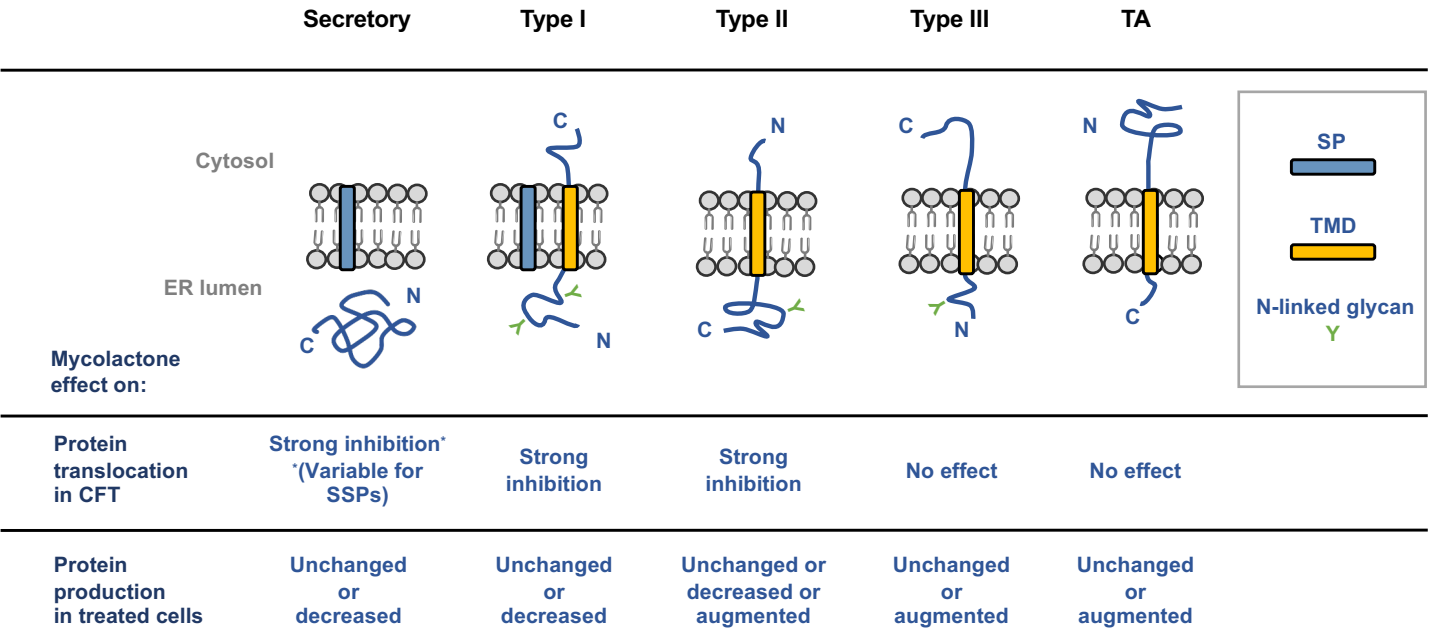 Secretory
Type I
Type II
Type III
TA
Cytosol
ER lumen
Mycolactone
effect on:
N
C
C
N
N
C
C
N
N
C
SP
TMD
N-linked glycan
Y
Protein
translocation
in CFT
Strong inhibition*
*(Variable for
SSPs)
Strong
inhibition
Strong
inhibition
No effect
No effect
Protein
production
in treated cells
Unchanged
or
decreased
Unchanged
or
decreased
Unchanged or
decreased or
augmented
Unchanged
or
augmented
Unchanged
or
augmented